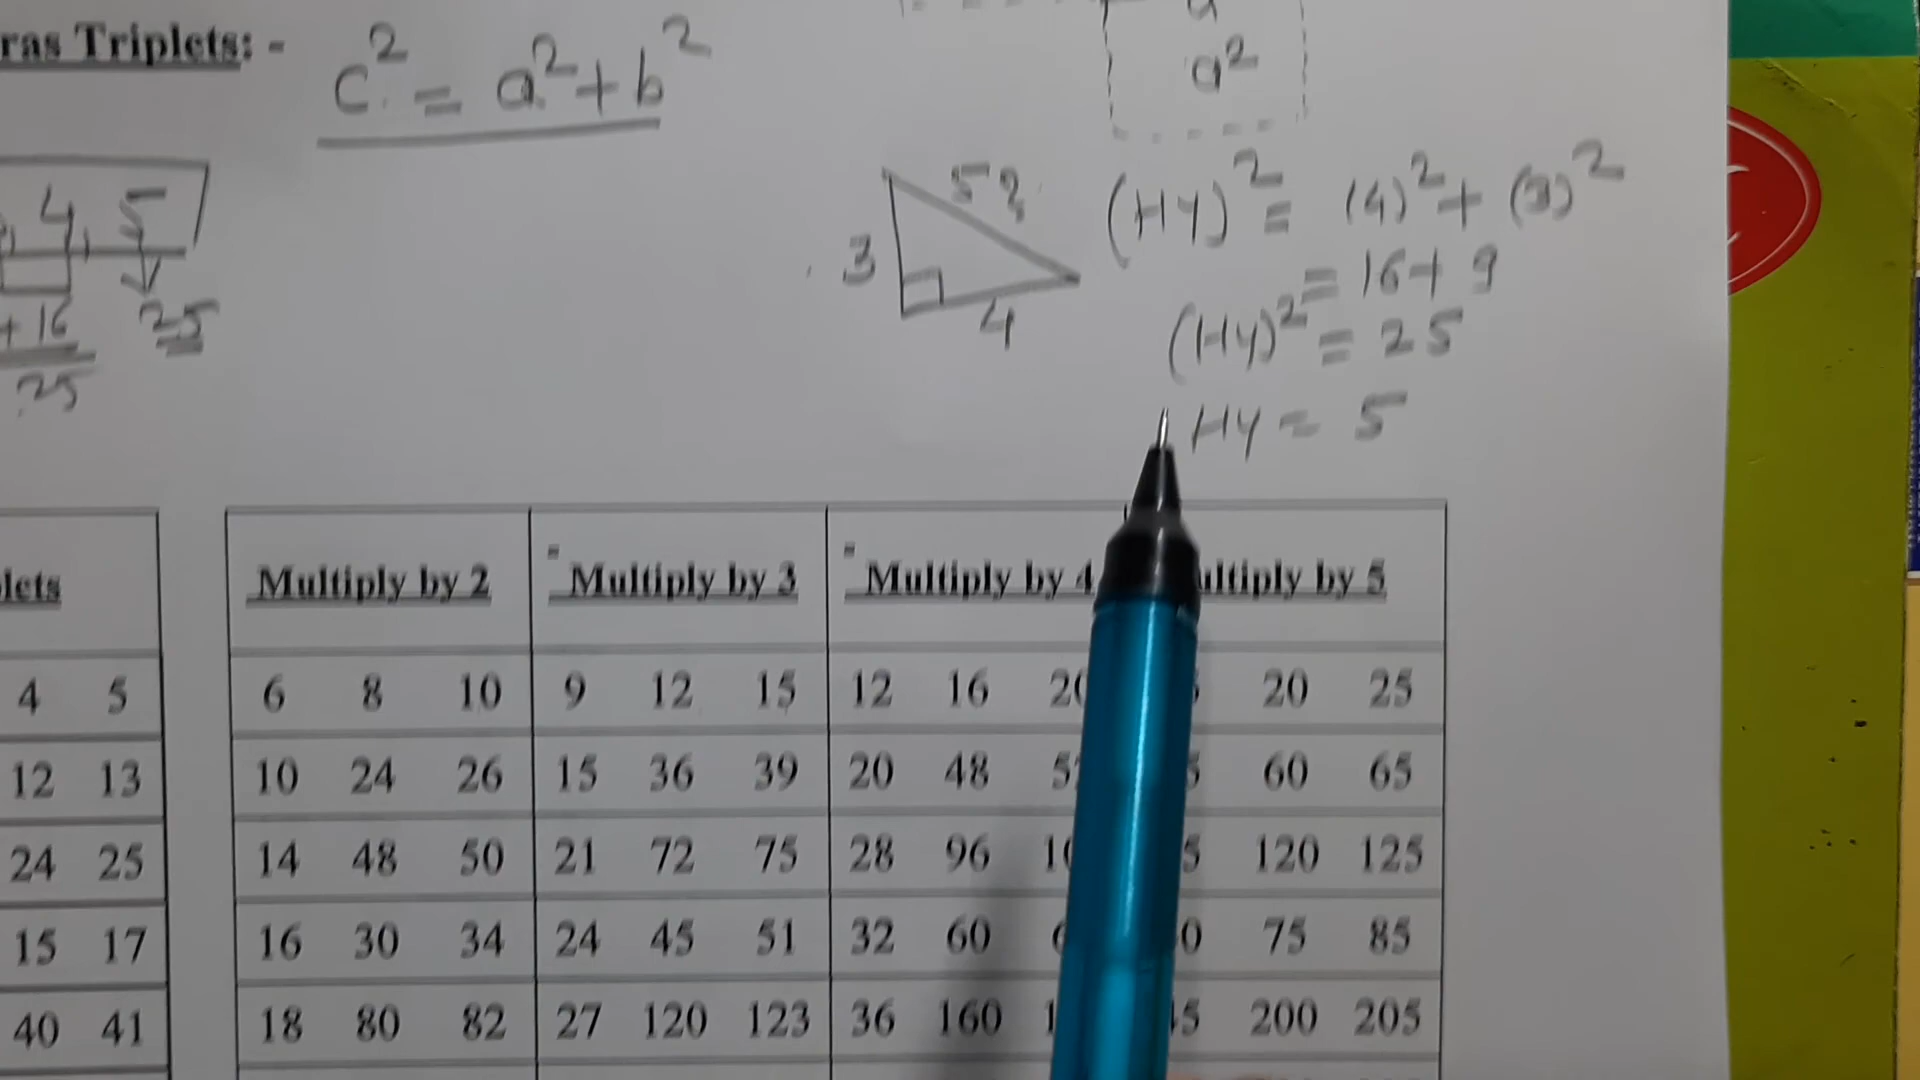 ras Triplets: -
c² = a² + b²
a
a²
4, 5
+ 16
25
25
3
5?
4
(Hy)² = (4)² + (3)²
= 16 + 9
(Hy)² = 25
Hy = 5
lets
4 5
12 13
24 25
15 17
40 41
Multiply by 2 Multiply by 3 Multiply by 4 ultiply by 5
6 8 10 9 12 15 12 16 20 25
10 24 26 15 36 39 20 48 60 65
14 48 50 21 72 75 28 96 5 120 125
16 30 34 24 45 51 32 60 0 75 85
18 80 82 27 120 123 36 160 5 200 205